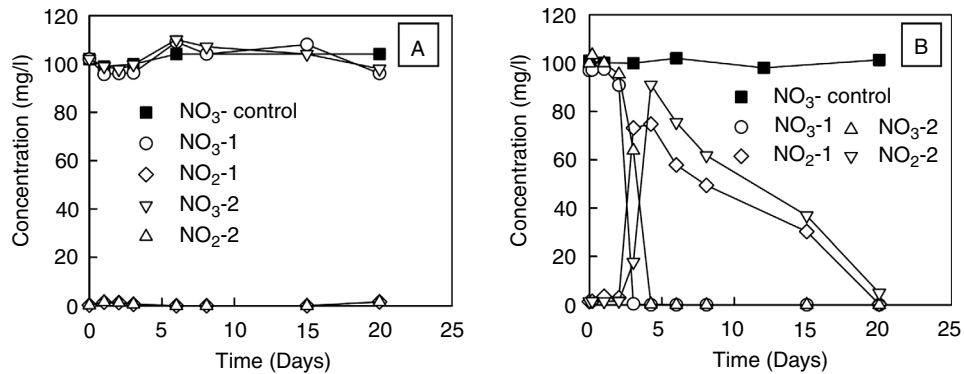 120
100
80
60
40
20
0
Concentration (mg/l)
0
5
10
15
20
25
Time (Days)
A
NO₃- control
NO₃-1
NO₂-1
NO₃-2
NO₂-2
120
100
80
60
40
20
0
Concentration (mg/l)
0
5
10
15
20
25
Time (Days)
B
NO₃- control
NO₃-1 NO₃-2
NO₂-1 NO₂-2